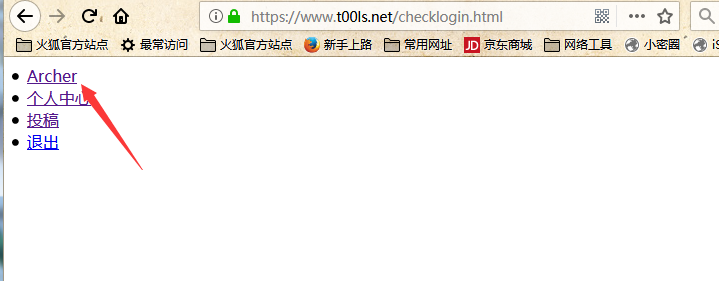 https://www.t00ls.net/checklogin.html
火狐官方站点 最常访问 火狐官方站点 新手上路 常用网址 JD 京东商城 网络工具 小密圈
Archer
个人中心
投稿
退出